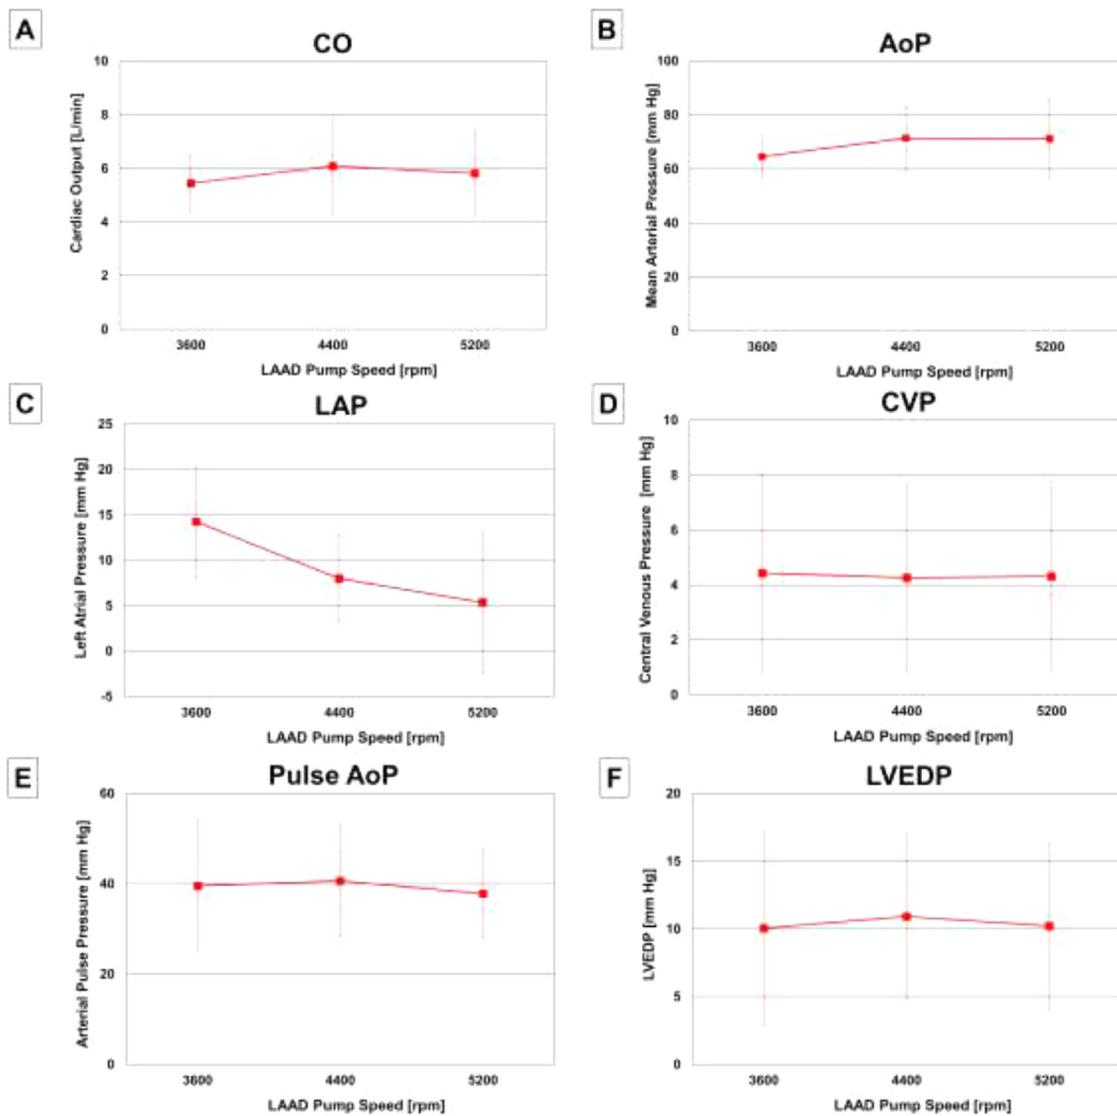 A
CO
Cardiac Output [L/min]
10
8
6
4
2
0
3600 4400 5200
LAAD Pump Speed [rpm]
B
AoP
Mean Arterial Pressure [mm Hg]
100
80
60
40
20
0
3600 4400 5200
LAAD Pump Speed [rpm]
C
LAP
Left Atrial Pressure [mm Hg]
25
20
15
10
5
0
-5
3600 4400 5200
LAAD Pump Speed [rpm]
D
CVP
Central Venous Pressure [mm Hg]
10
8
6
4
2
0
3600 4400 5200
LAAD Pump Speed [rpm]
E
Pulse AoP
Arterial Pulse Pressure [mm Hg]
60
40
20
0
3600 4400 5200
LAAD Pump Speed [rpm]
F
LVEDP
LVEDP [mm Hg]
20
15
10
5
0
3600 4400 5200
LAAD Pump Speed [rpm]